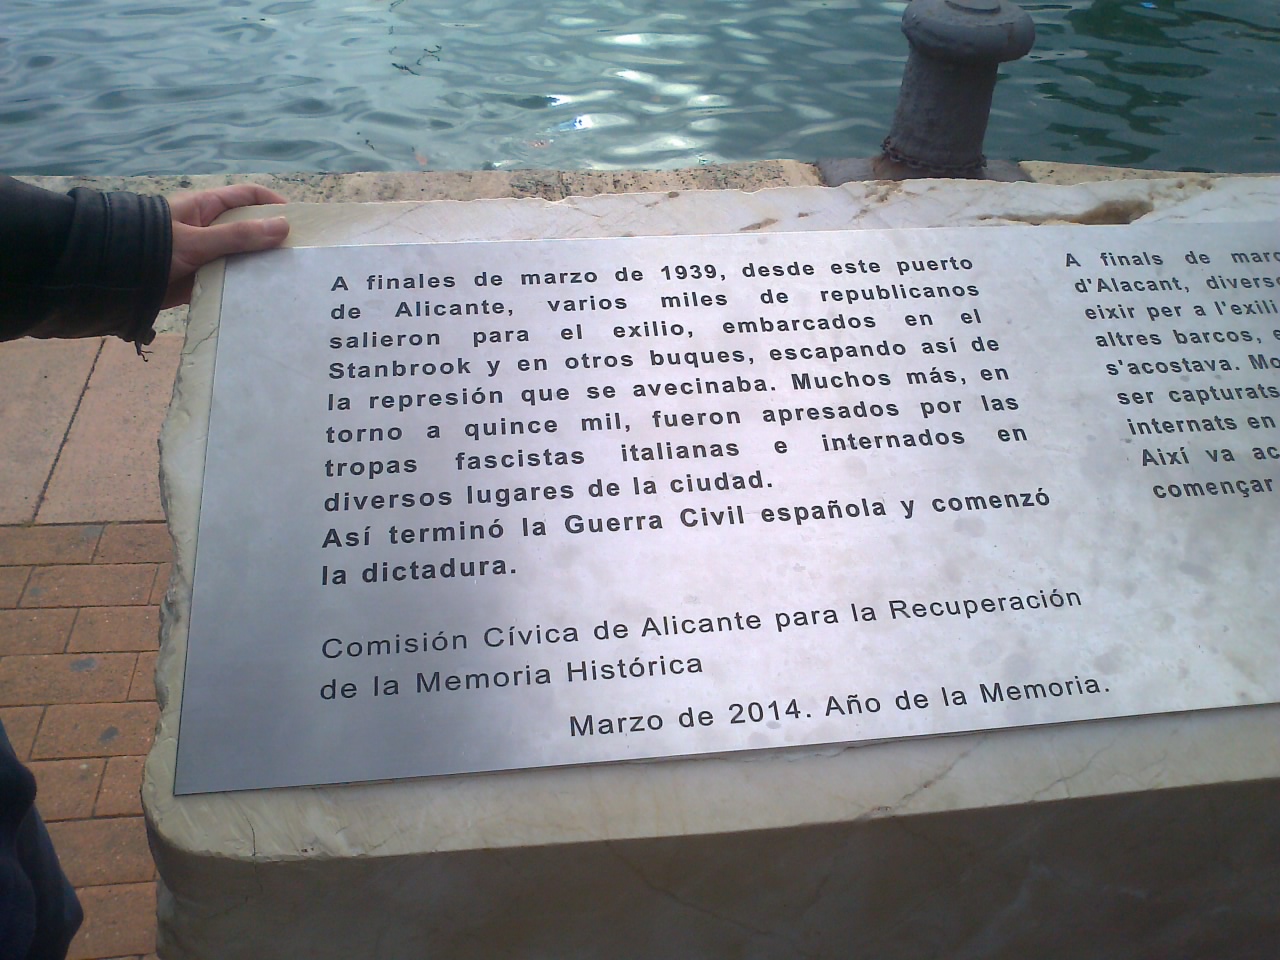 A finales de marzo de 1939, desde este puerto
de Alicante, varios miles de republicanos
salieron para el exilio, embarcados en el
Stanbrook y en otros buques, escapando así de
la represión que se avecinaba. Muchos más, en
torno a quince mil, fueron apresados por las
tropas fascistas italianas e internados en
diversos lugares de la ciudad.
Así terminó la Guerra Civil española y comenzó
la dictadura.
Comisión Cívica de Alicante para la Recuperación
de la Memoria Histórica
Marzo de 2014. Año de la Memoria.
A finals de
d'Alacant,
eixir per a
altres barcos,
s'acostava.
ser capturats
internats en
Així va
començar